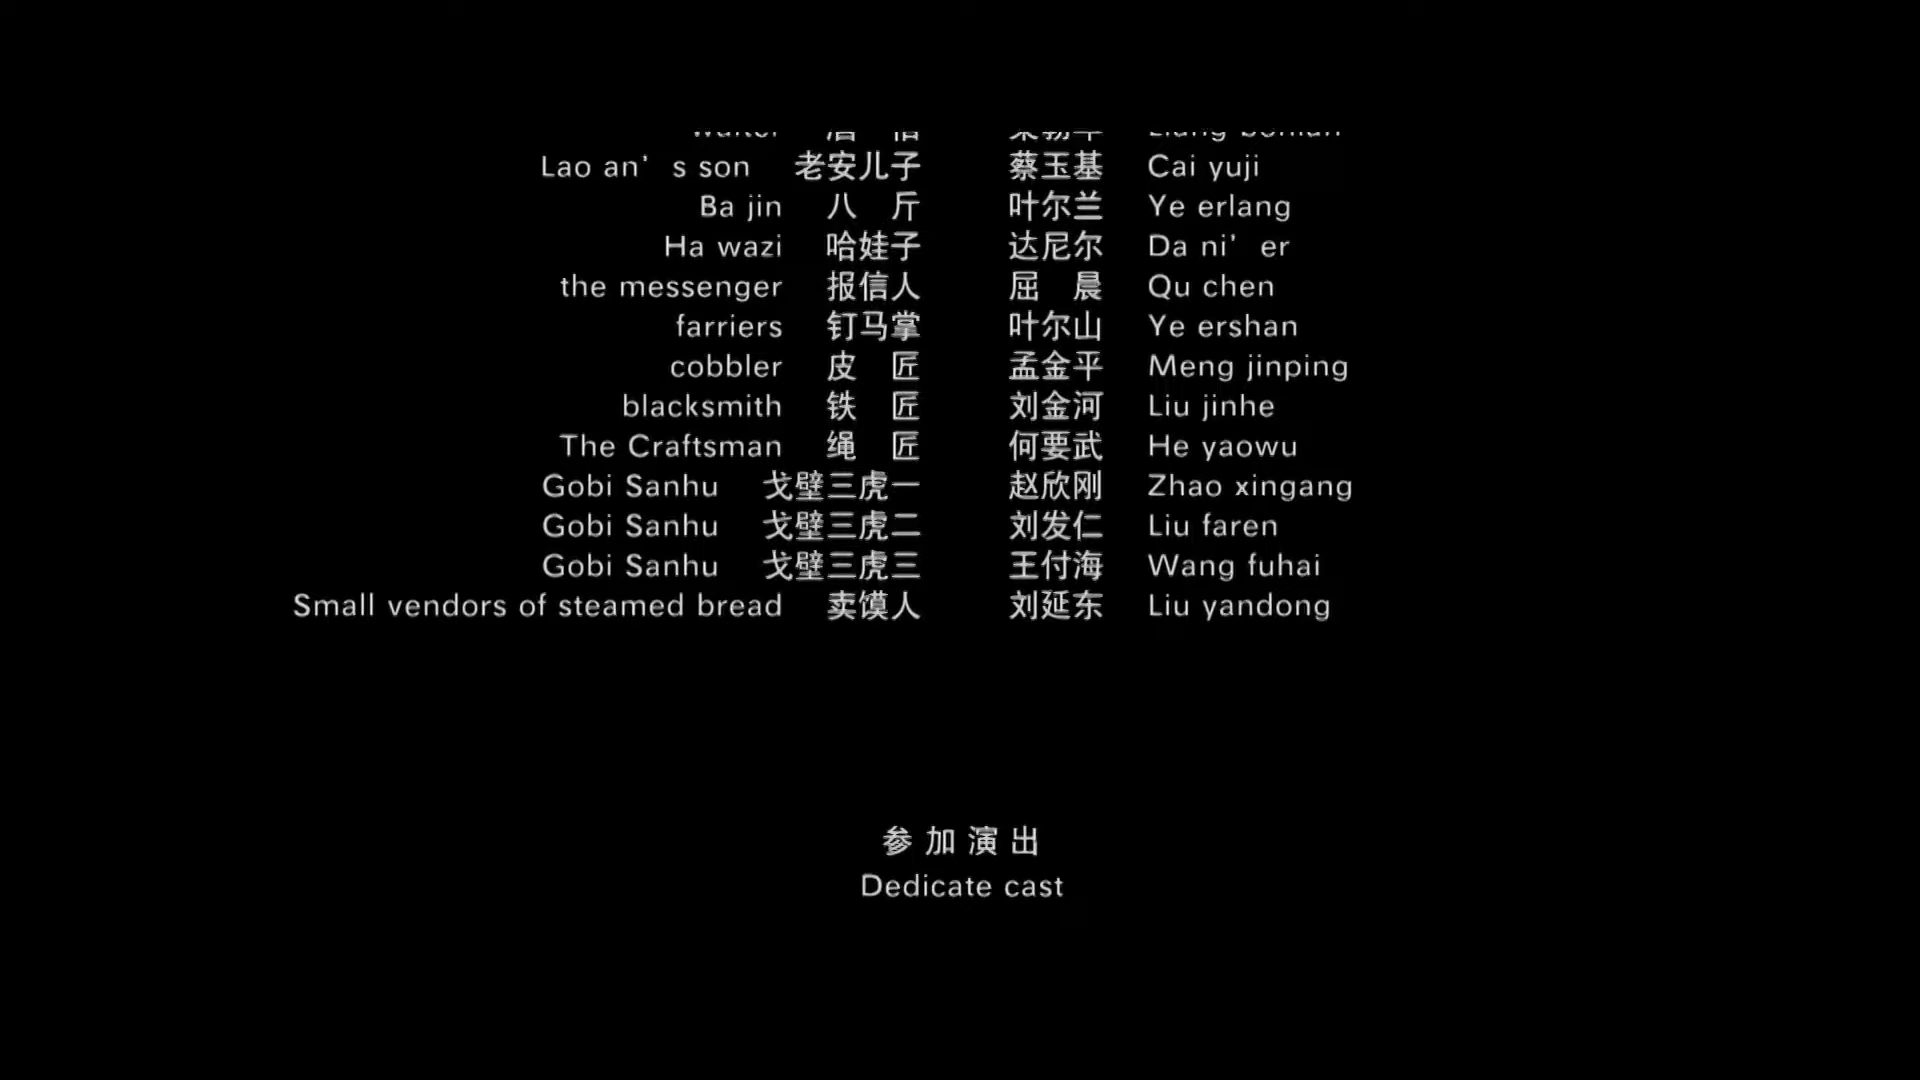 Lao an’ s son 老安儿子 蔡玉基 Cai yuji
Ba jin 八 斤 叶尔兰 Ye erlang
Ha wazi 哈娃子 达尼尔 Da ni’ er
the messenger 报信人 屈 晨 Qu chen
farriers 钉马掌 叶尔山 Ye ershan
cobbler 皮 匠 孟金平 Meng jinping
blacksmith 铁 匠 刘金河 Liu jinhe
The Craftsman 绳 匠 何要武 He yaowu
Gobi Sanhu 戈壁三虎一 赵欣刚 Zhao xingang
Gobi Sanhu 戈壁三虎二 刘发仁 Liu faren
Gobi Sanhu 戈壁三虎三 王付海 Wang fuhai
Small vendors of steamed bread 卖馍人 刘延东 Liu yandong
参加演出
Dedicate cast